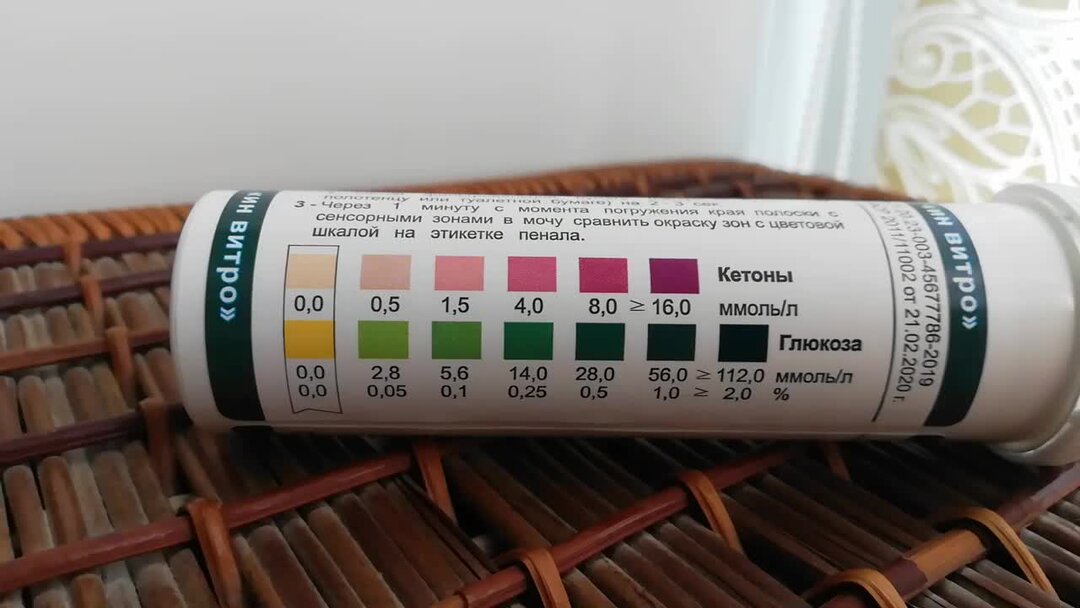 полотенцу или туалетной бумаге) на 2 - 3 сек
3 - Через 1 минуту с момента погружения края полоски с
сенсорными зонами в мочу сравнить окраску зон с цветовой
шкалой на этикетке пенала.
0,0 0,5 1,5 4,0 8,0 ≥ 16,0 Кетоны ммоль/л
Глюкоза
0,0 2,8 5,6 14,0 28,0 56,0 ≥ 112,0 ммоль/л
0,0 0,05 0,1 0,25 0,5 1,0 ≥ 2,0 %
ВИТРО»
ВИТРО»
003-45677786-2019
2011/11002 от 21.02.2020 г.